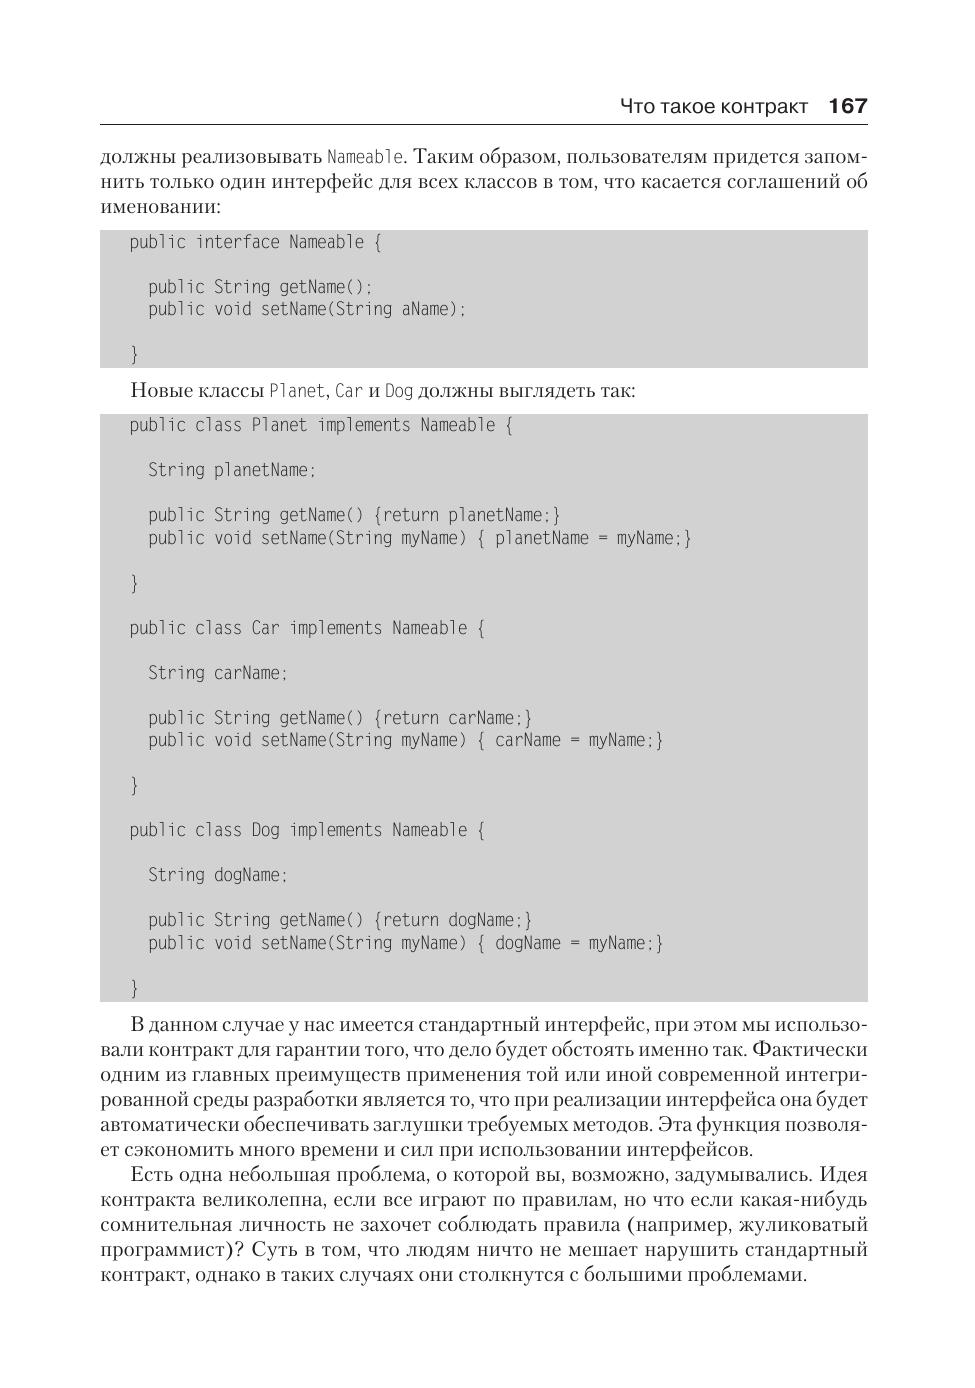 Что такое контракт 167
должны реализовывать Nameable. Таким образом, пользователям придется запом-
нить только один интерфейс для всех классов в том, что касается соглашений об
именовании:
public interface Nameable {
public String getName();
public void setName(String aName);
}
Новые классы Planet, Car и Dog должны выглядеть так:
public class Planet implements Nameable {
String planetName;
public String getName() {return planetName;}
public void setName(String myName) { planetName = myName;}
}
public class Car implements Nameable {
String carName;
public String getName() {return carName;}
public void setName(String myName) { carName = myName;}
}
public class Dog implements Nameable {
String dogName;
public String getName() {return dogName;}
public void setName(String myName) { dogName = myName;}
}
В данном случае у нас имеется стандартный интерфейс, при этом мы использо-
вали контракт для гарантии того, что дело будет обстоять именно так. Фактически
одним из главных преимуществ применения той или иной современной интегри-
рованной среды разработки является то, что при реализации интерфейса она будет
автоматически обеспечивать заглушки требуемых методов. Эта функция позволя-
ет сэкономить много времени и сил при использовании интерфейсов.
Есть одна небольшая проблема, о которой вы, возможно, задумывались. Идея
контракта великолепна, если все играют по правилам, но что если какая-нибудь
сомнительная личность не захочет соблюдать правила (например, жуликоватый
программист)? Суть в том, что людям ничто не мешает нарушить стандартный
контракт, однако в таких случаях они столкнутся с большими проблемами.